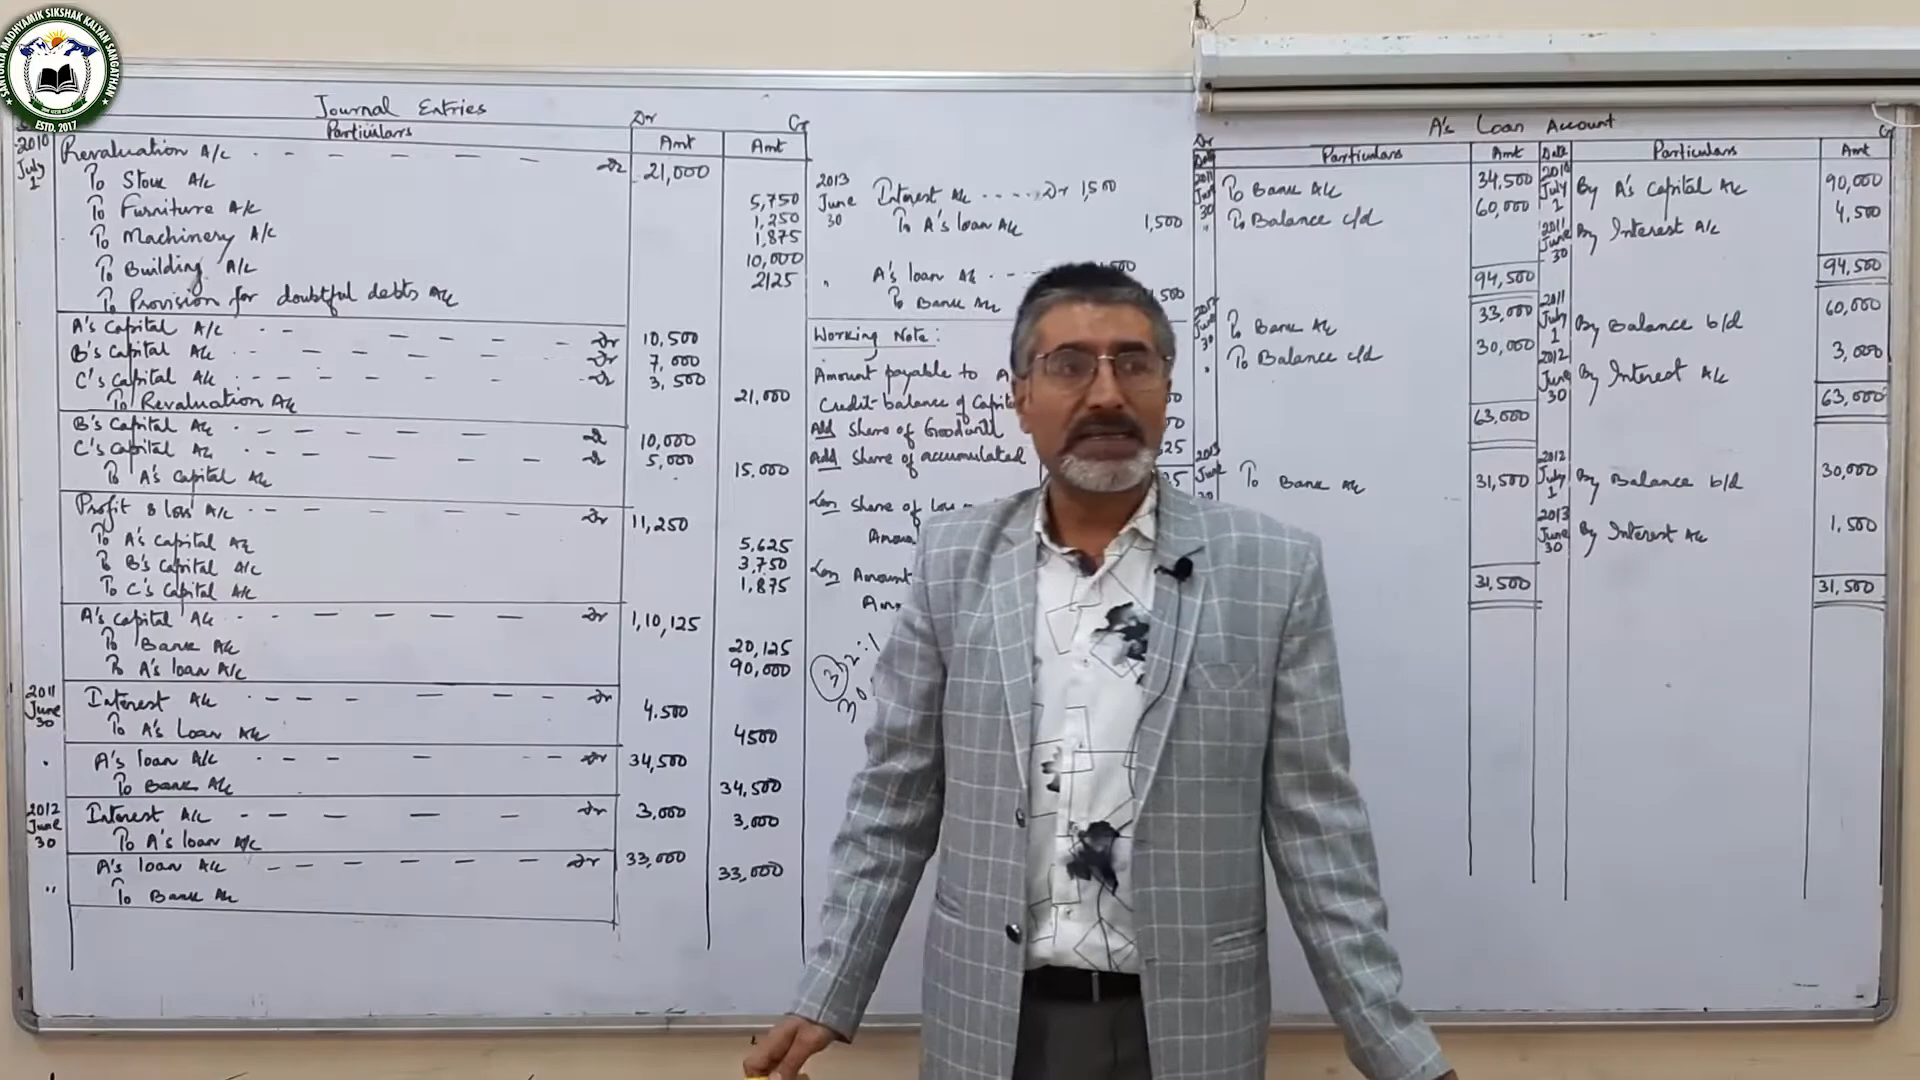 SANYUKTA MADHYAMIK SIKSHAK KALYAN SANGATHAN
ESTD. 2017
Journal Entries
Particulars
Dr
Amt
Cr
Amt
2010 July 1
Revaluation A/c Dr 21,000
To Stock A/c 5,750
To Furniture A/c 1,250
To Machinery A/c 1,875
To Building A/c 10,000
To Provision for doubtful debts A/c 2125
A's Capital A/c Dr 10,500
B's Capital A/c Dr 7,000
C's Capital A/c Dr 3,500
To Revaluation A/c 21,000
B's Capital A/c Dr 10,000
C's Capital A/c Dr 5,000
To A's Capital A/c 15,000
Profit & loss A/c Dr 11,250
To A's Capital A/c 5,625
To B's Capital A/c 3,750
To C's Capital A/c 1,875
A's Capital A/c Dr 1,10,125
To Bank A/c 20,125
To A's loan A/c 90,000
2011 June 30
Interest A/c Dr 4,500
To A's Loan A/c 4500
A's loan A/c Dr 34,500
To Bank A/c 34,500
2012 June 30
Interest A/c Dr 3,000
To A's loan A/c 3,000
" A's loan A/c Dr 33,000
To Bank A/c 33,000
2013 June 30
Interest A/c Dr 1,500
To A's loan A/c 1,500
A's loan A/c
To Bank A/c
Working Note:
Amount payable to A
Credit balance of
Add Share of Goodwill
Add Share of accumulated
Less Share of
Less Amount
A's Loan Account
Dr
Cr
Date
Particulars
Amt
Date
Particulars
Amt
2011 June 30 To Bank A/c 34,500 2010 July 1 By A's Capital A/c 90,000
" To Balance c/d 60,000 2011 June 30 By Interest A/c 4,500
94,500 94,500
2012 June 30 To Bank A/c 33,000 2011 July 1 By Balance b/d 60,000
To Balance c/d 30,000 2012 June 30 By Interest A/c 3,000
63,000 63,000
2013 June 30 To Bank A/c 31,500 2012 July 1 By Balance b/d 30,000
2013 June 30 By Interest A/c 1,500
31,500 31,500